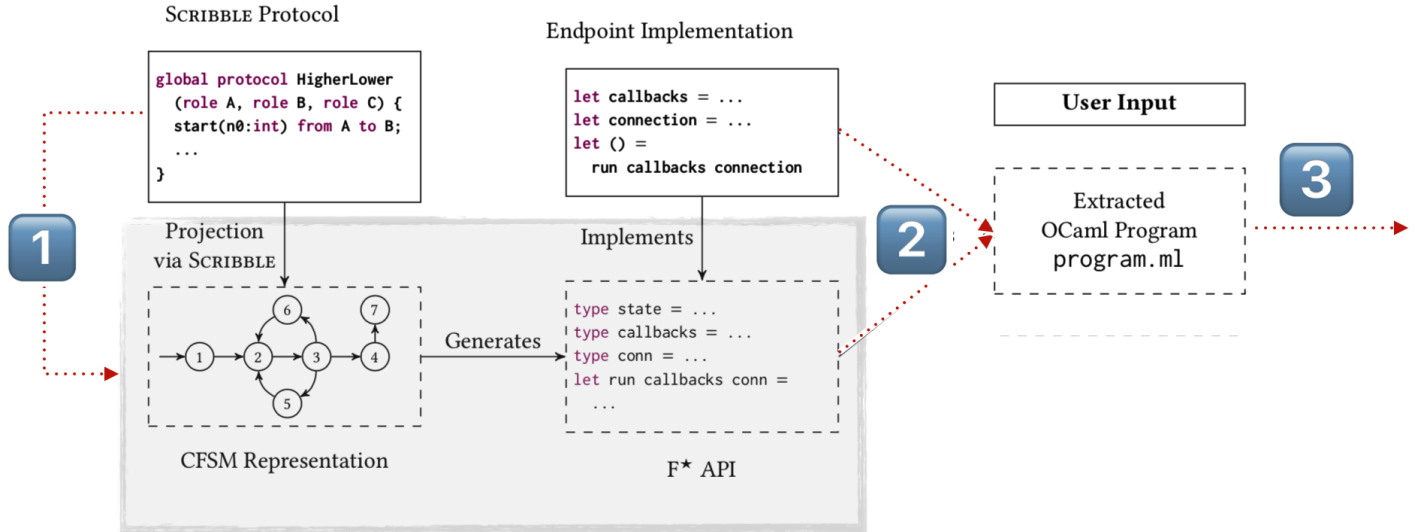 SCRIBBLE Protocol
global protocol HigherLower
(role A, role B, role C) {
start(n0:int) from A to B;
...
}
Endpoint Implementation
let callbacks = ...
let connection = ...
let () =
run callbacks connection
User Input
Extracted
OCaml Program
program.ml
1
2
3
Projection
via SCRIBBLE
Implements
1
2
3
4
5
6
7
Generates
type state = ...
type callbacks = ...
type conn = ...
let run callbacks conn =
...
CFSM Representation
F★ API